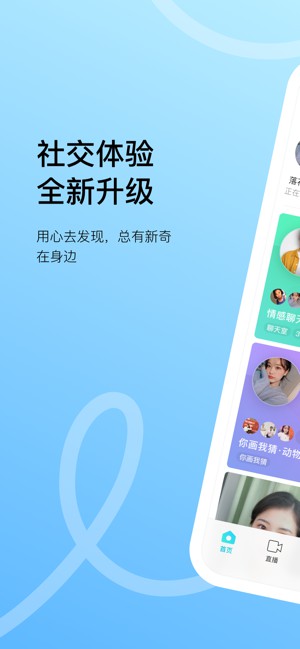 社交体验
全新升级
用心去发现，总有新奇
在身边
正在
情感聊天
聊天室
你画我猜·动物
你画我猜
首页
直播